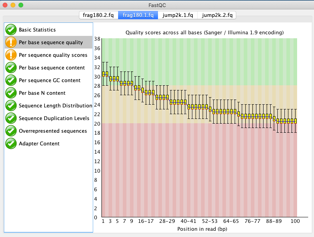 FastQC
frag180.2.fq frag180.1.fq jump2k.1.fq jump2k.2.fq
Basic Statistics
Per base sequence quality
Per sequence quality scores
Per base sequence content
Per sequence GC content
Per base N content
Sequence Length Distribution
Sequence Duplication Levels
Overrepresented sequences
Adapter Content
Quality scores across all bases (Sanger / Illumina 1.9 encoding)
38
36
34
32
30
28
26
24
22
20
18
16
14
12
10
8
6
4
2
0
1 3 5 7 9 16-17 22-23 28-29 34-35 40-41 52-53 64-65 76-77 88-89 100
Position in read (bp)